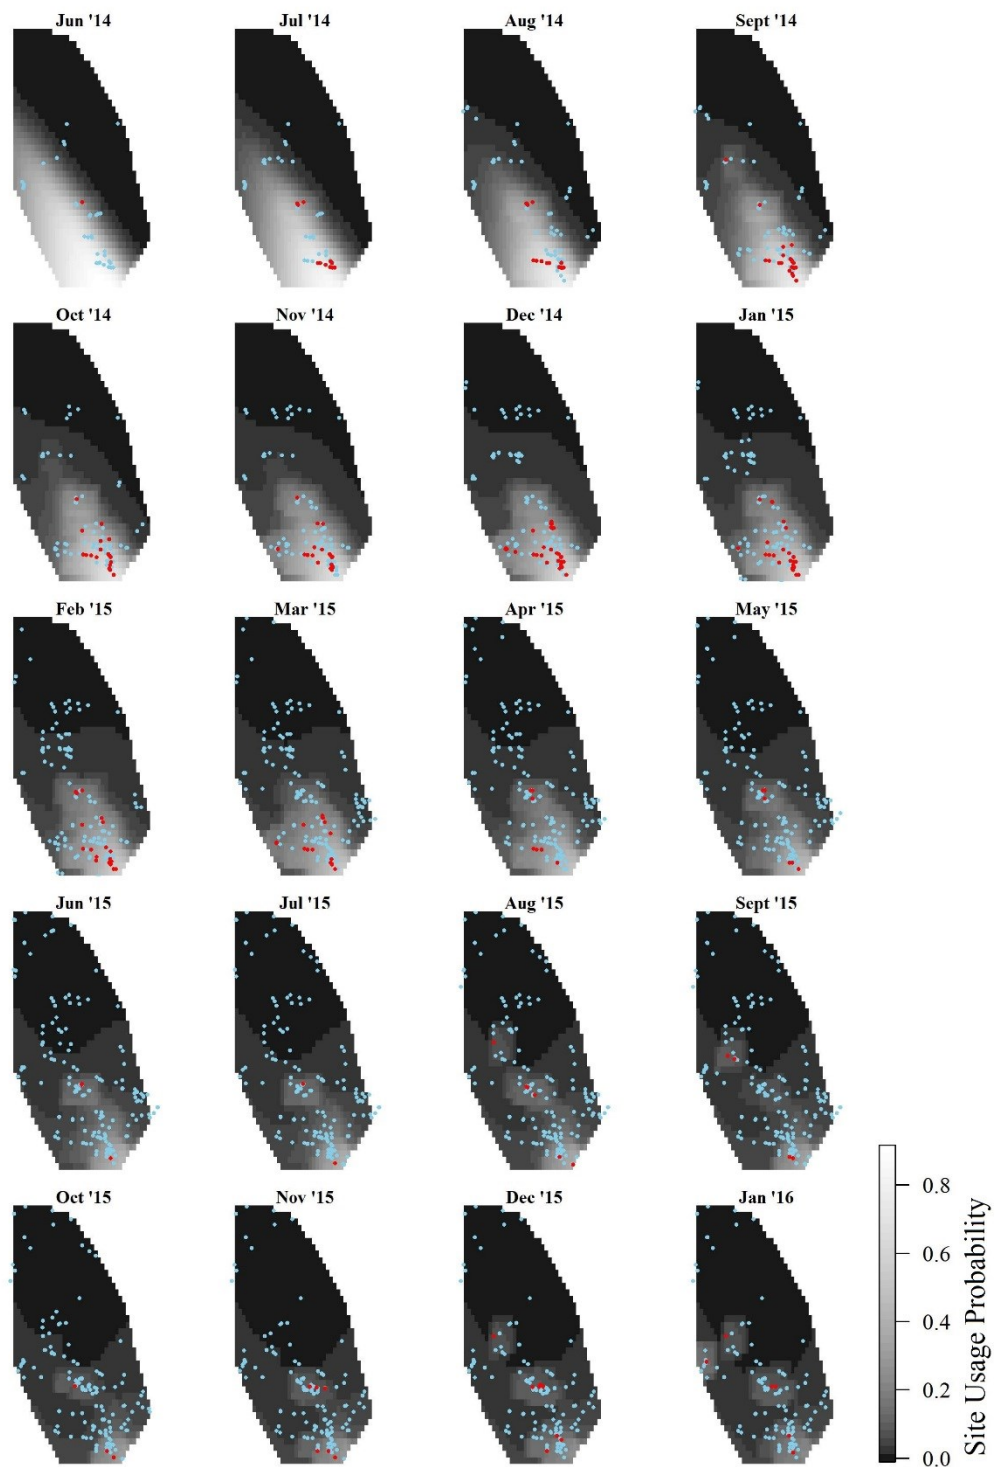 Jun '14
Jul '14
Aug '14
Sept '14
Oct '14
Nov '14
Dec '14
Jan '15
Feb '15
Mar '15
Apr '15
May '15
Jun '15
Jul '15
Aug '15
Sept '15
Oct '15
Nov '15
Dec '15
Jan '16
0.8
0.6
0.4
0.2
0.0
Site Usage Probability